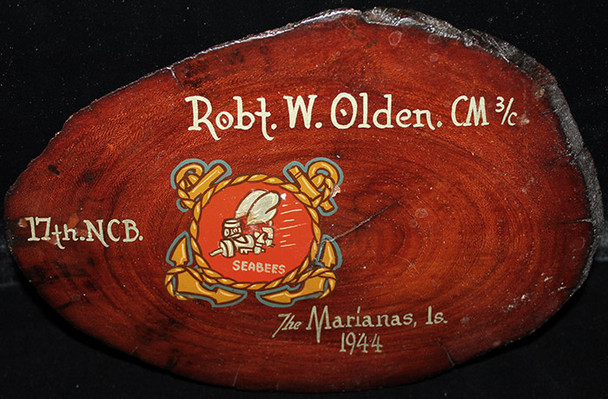 Robt. W. Olden. CM 3/c
17th. NCB.
SEABEES
The Marianas, Is.
1944